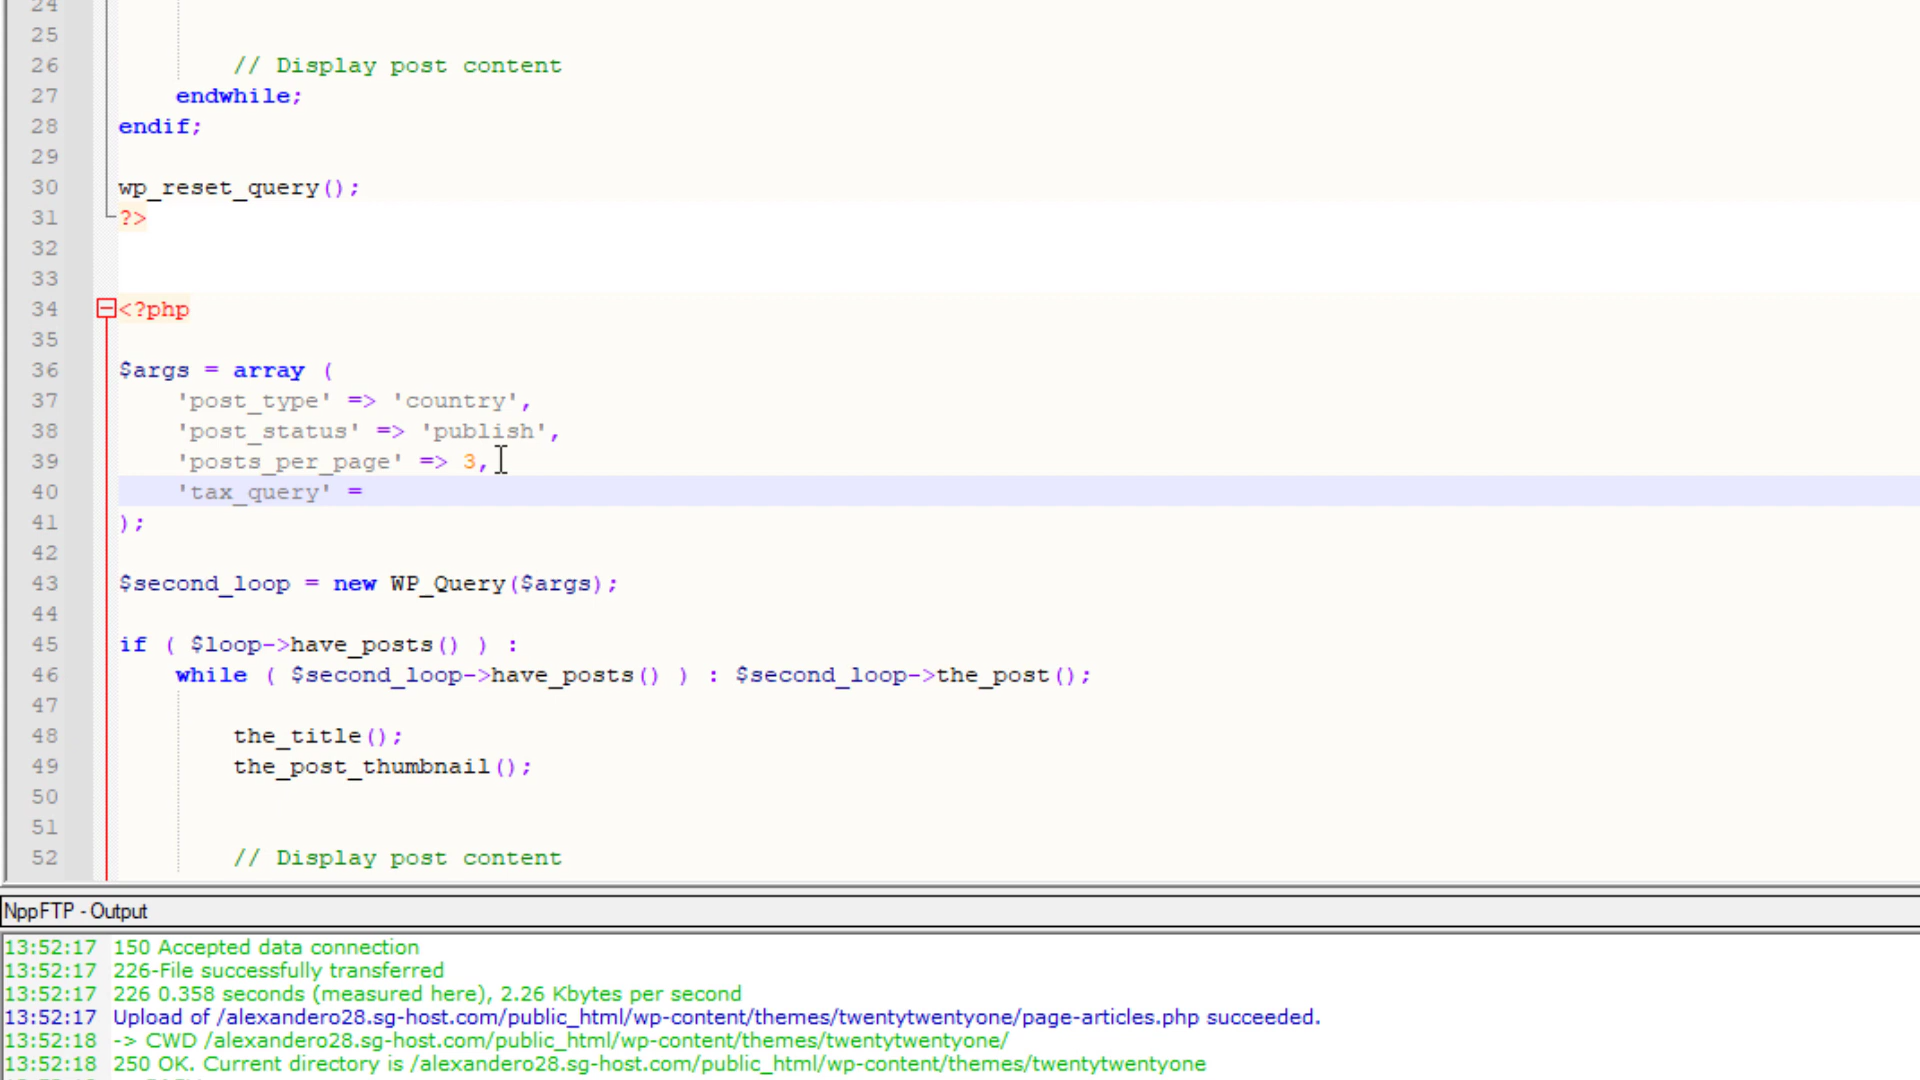 24
25
26 // Display post content
27 endwhile;
28 endif;
29
30 wp_reset_query();
31 ?>
32
33
34 <?php
35
36 $args = array (
37 'post_type' => 'country',
38 'post_status' => 'publish',
39 'posts_per_page' => 3,
40 'tax_query' =
41 );
42
43 $second_loop = new WP_Query($args);
44
45 if ( $loop->have_posts() ) :
46 while ( $second_loop->have_posts() ) : $second_loop->the_post();
47
48 the_title();
49 the_post_thumbnail();
50
51
52 // Display post content
NppFTP - Output
13:52:17 150 Accepted data connection
13:52:17 226-File successfully transferred
13:52:17 226 0.358 seconds (measured here), 2.26 Kbytes per second
13:52:17 Upload of /alexandero28.sg-host.com/public_html/wp-content/themes/twentytwentyone/page-articles.php succeeded.
13:52:18 -> CWD /alexandero28.sg-host.com/public_html/wp-content/themes/twentytwentyone/
13:52:18 250 OK. Current directory is /alexandero28.sg-host.com/public_html/wp-content/themes/twentytwentyone